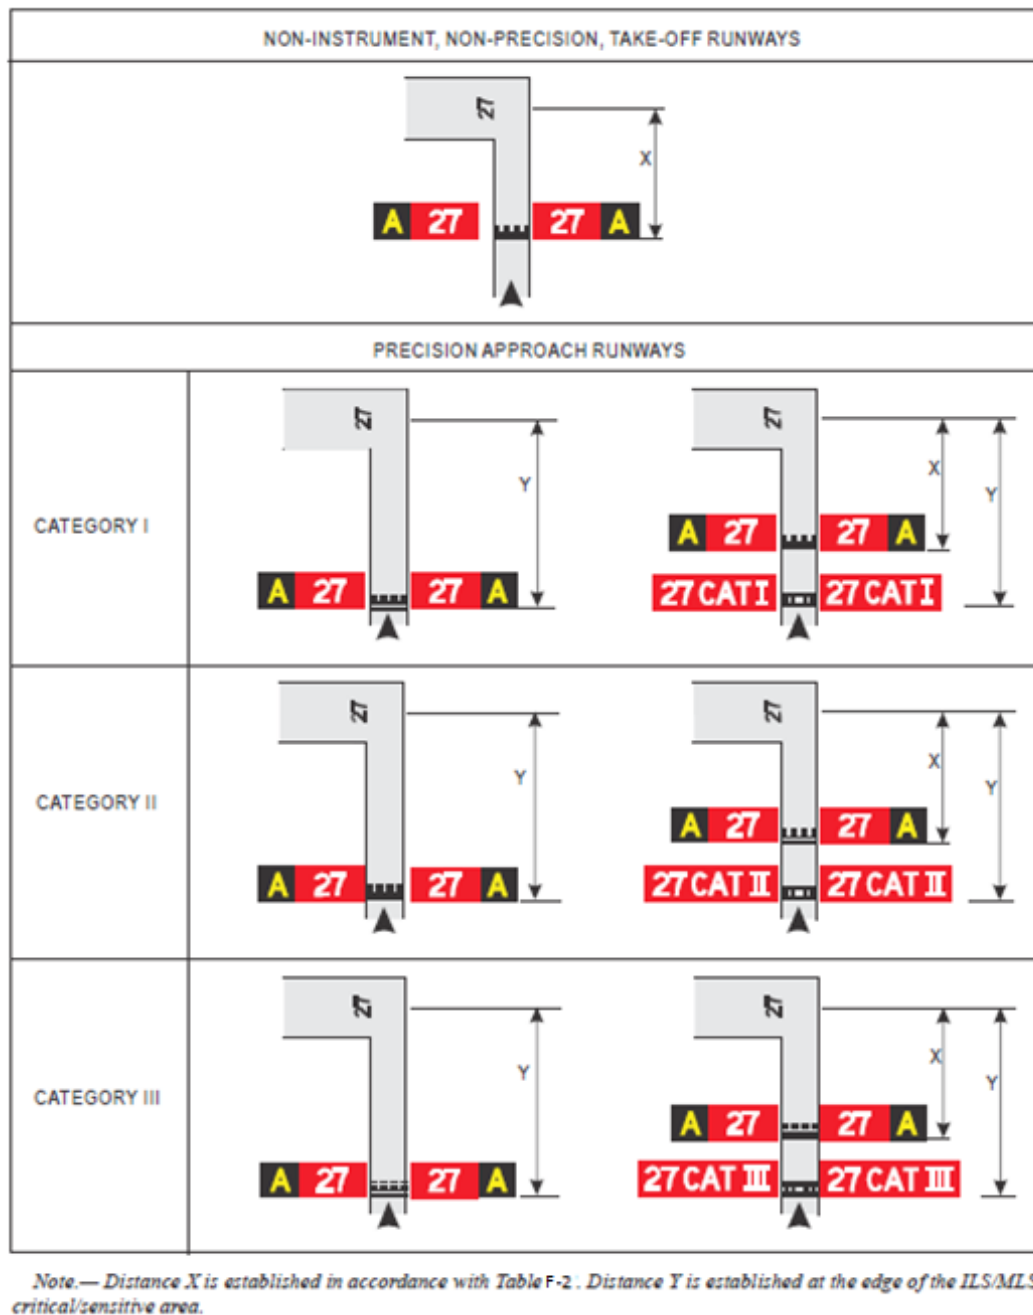 NON-INSTRUMENT, NON-PRECISION, TAKE-OFF RUNWAYS
27
X
A 27 27 A
PRECISION APPROACH RUNWAYS
27 27
Y X Y
CATEGORY I
A 27 27 A
A 27 27 A 27 CAT I 27 CAT I
27 27
Y X Y
CATEGORY II
A 27 27 A
A 27 27 A 27 CAT II 27 CAT II
27 27
Y X Y
CATEGORY III
A 27 27 A
A 27 27 A 27 CAT III 27 CAT III
Note.— Distance X is established in accordance with Table F-2 . Distance Y is established at the edge of the ILS/MLS
critical/sensitive area.